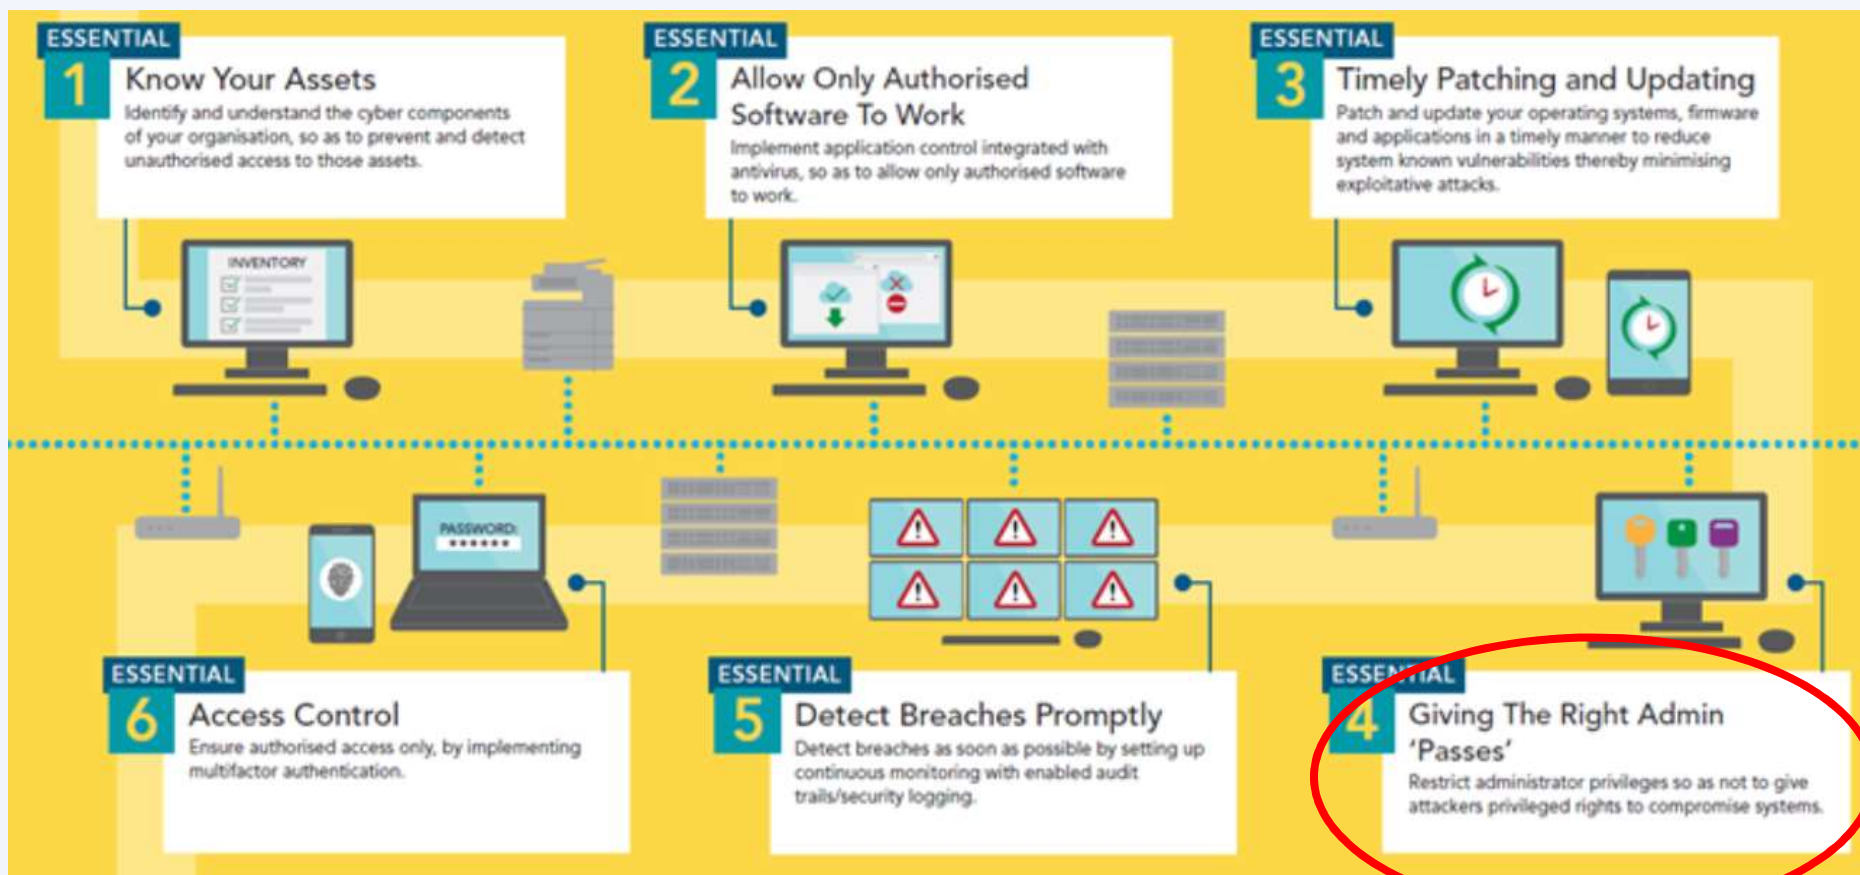 ESSENTIAL
1
Know Your Assets
Identify and understand the cyber components
of your organisation, so as to prevent and detect
unauthorised access to those assets.
ESSENTIAL
2
Allow Only Authorised
Software To Work
Implement application control integrated with
antivirus, so as to allow only authorised software
to work.
ESSENTIAL
3
Timely Patching and Updating
Patch and update your operating systems, firmware
and applications in a timely manner to reduce
system known vulnerabilities thereby minimising
exploitative attacks.
INVENTORY
PASSWORD:
******
ESSENTIAL
6
Access Control
Ensure authorised access only, by implementing
multifactor authentication.
ESSENTIAL
5
Detect Breaches Promptly
Detect breaches as soon as possible by setting up
continuous monitoring with enabled audit
trails/security logging.
ESSENTIAL
4
Giving The Right Admin
'Passes'
Restrict administrator privileges so as not to give
attackers privileged rights to compromise systems.